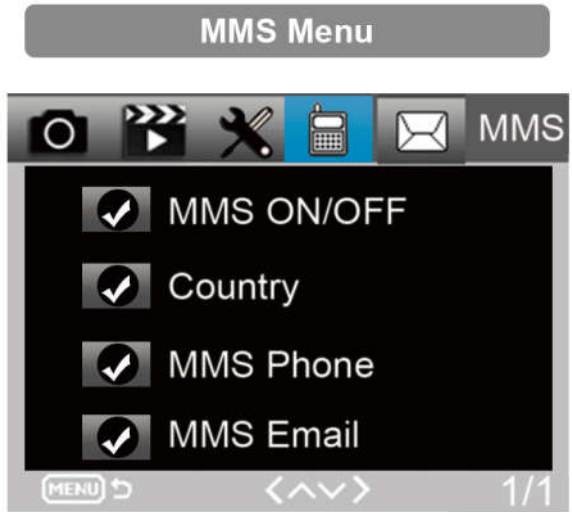 MMS Menu
MMS
MMS ON/OFF
Country
MMS Phone
MMS Email
MENU 1/1